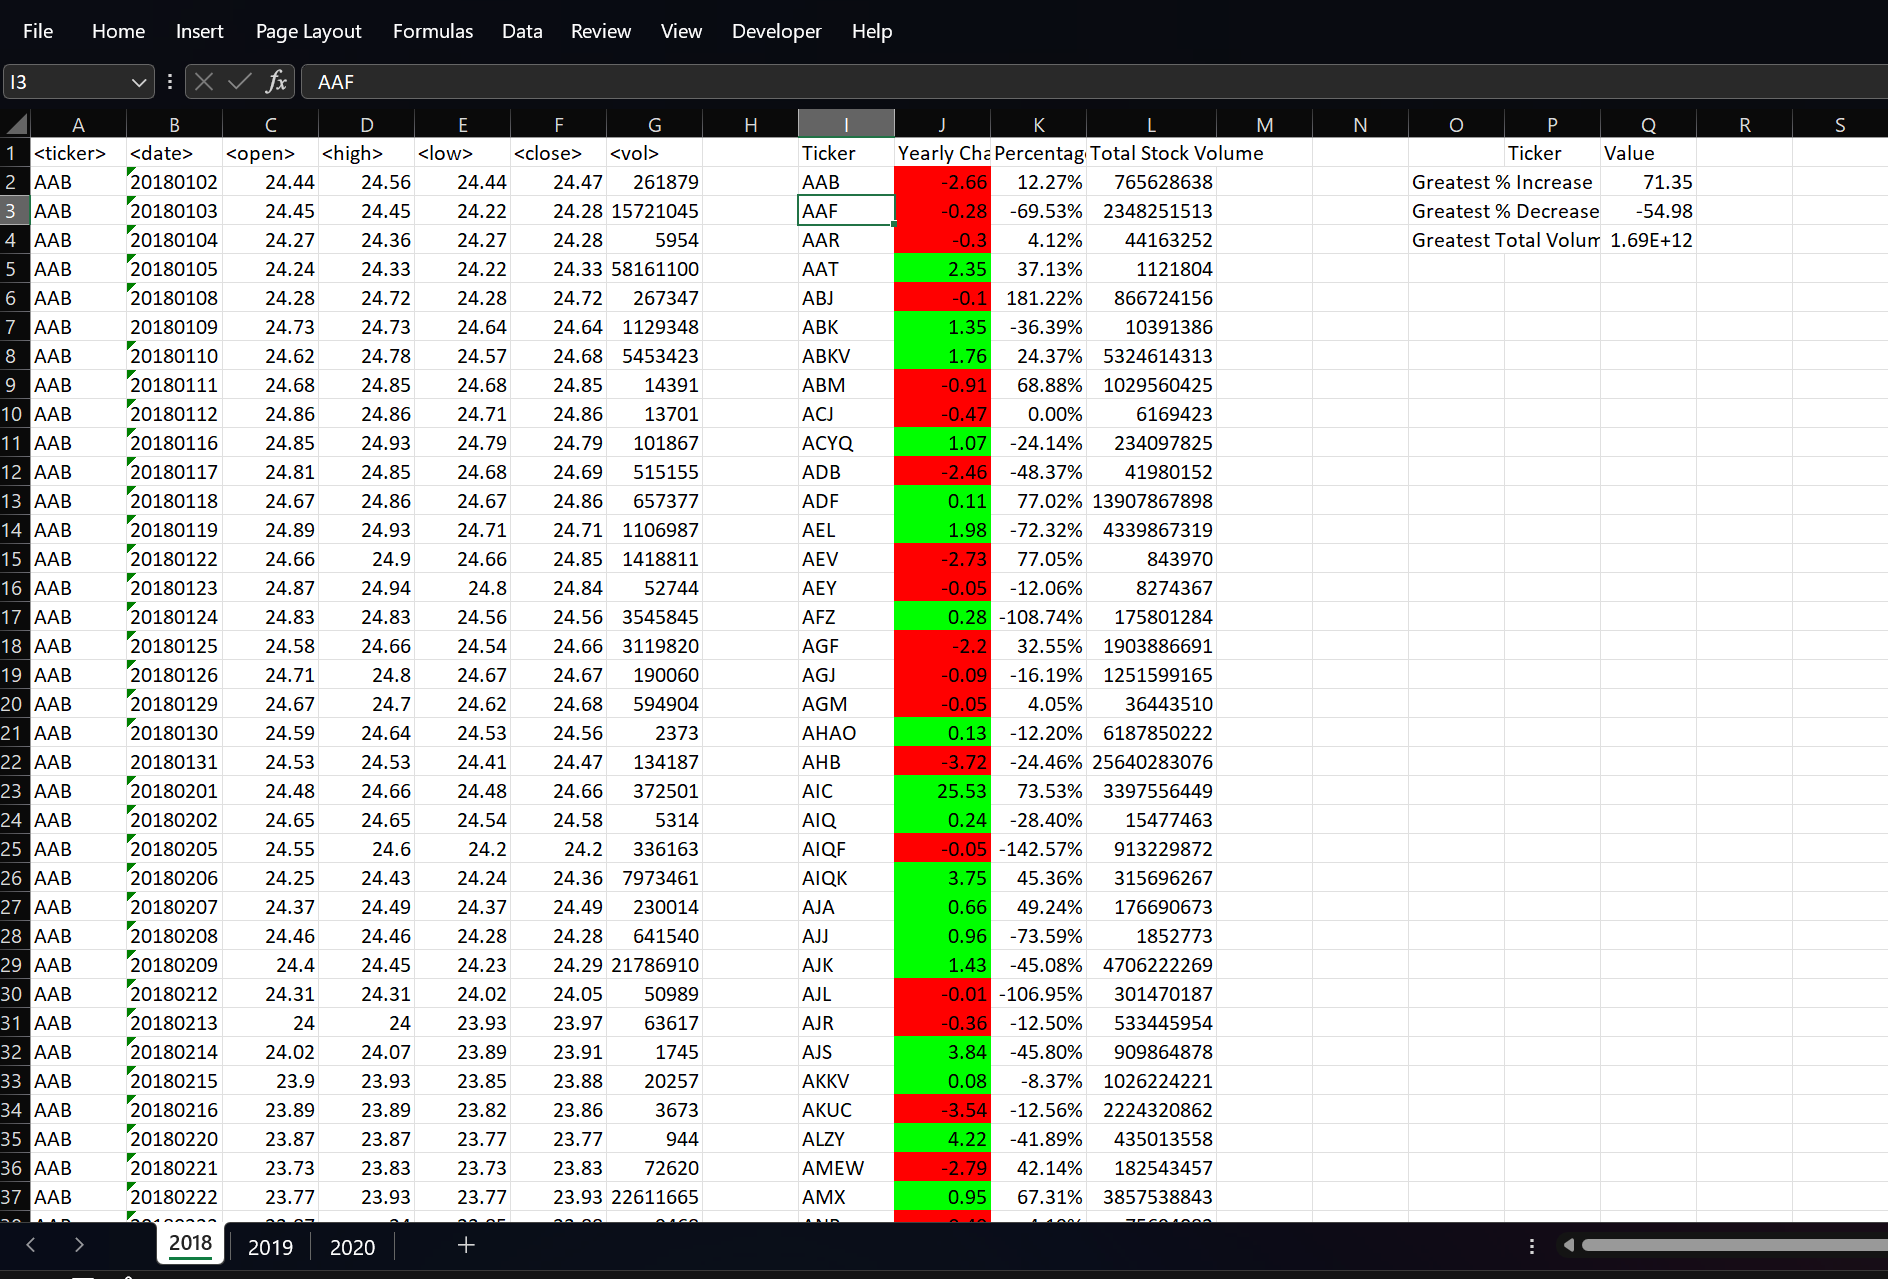 File Home Insert Page Layout Formulas Data Review View Developer Help
I3 fx AAF
A B C D E F G H I J K L M N O P Q R S
1 <ticker> <date> <open> <high> <low> <close> <vol> Ticker Yearly Cha Percentag Total Stock Volume Ticker Value
2 AAB 20180102 24.44 24.56 24.44 24.47 261879 AAB -2.66 12.27% 765628638 Greatest % Increase 71.35
3 AAB 20180103 24.45 24.45 24.22 24.28 15721045 AAF -0.28 -69.53% 2348251513 Greatest % Decrease -54.98
4 AAB 20180104 24.27 24.36 24.27 24.28 5954 AAR -0.3 4.12% 44163252 Greatest Total Volum 1.69E+12
5 AAB 20180105 24.24 24.33 24.22 24.33 58161100 AAT 2.35 37.13% 1121804
6 AAB 20180108 24.28 24.72 24.28 24.72 267347 ABJ -0.1 181.22% 866724156
7 AAB 20180109 24.73 24.73 24.64 24.64 1129348 ABK 1.35 -36.39% 10391386
8 AAB 20180110 24.62 24.78 24.57 24.68 5453423 ABKV 1.76 24.37% 5324614313
9 AAB 20180111 24.68 24.85 24.68 24.85 14391 ABM -0.91 68.88% 1029560425
10 AAB 20180112 24.86 24.86 24.71 24.86 13701 ACJ -0.47 0.00% 6169423
11 AAB 20180116 24.85 24.93 24.79 24.79 101867 ACYQ 1.07 -24.14% 234097825
12 AAB 20180117 24.81 24.85 24.68 24.69 515155 ADB -2.46 -48.37% 41980152
13 AAB 20180118 24.67 24.86 24.67 24.86 657377 ADF 0.11 77.02% 13907867898
14 AAB 20180119 24.89 24.93 24.71 24.71 1106987 AEL 1.98 -72.32% 4339867319
15 AAB 20180122 24.66 24.9 24.66 24.85 1418811 AEV -2.73 77.05% 843970
16 AAB 20180123 24.87 24.94 24.8 24.84 52744 AEY -0.05 -12.06% 8274367
17 AAB 20180124 24.83 24.83 24.56 24.56 3545845 AFZ 0.28 -108.74% 175801284
18 AAB 20180125 24.58 24.66 24.54 24.66 3119820 AGF -2.2 32.55% 1903886691
19 AAB 20180126 24.71 24.8 24.67 24.67 190060 AGJ -0.09 -16.19% 1251599165
20 AAB 20180129 24.67 24.7 24.62 24.68 594904 AGM -0.05 4.05% 36443510
21 AAB 20180130 24.59 24.64 24.53 24.56 2373 AHAO 0.13 -12.20% 6187850222
22 AAB 20180131 24.53 24.53 24.41 24.47 134187 AHB -3.72 -24.46% 25640283076
23 AAB 20180201 24.48 24.66 24.48 24.66 372501 AIC 25.53 73.53% 3397556449
24 AAB 20180202 24.65 24.65 24.54 24.58 5314 AIQ 0.24 -28.40% 15477463
25 AAB 20180205 24.55 24.6 24.2 24.2 336163 AIQF -0.05 -142.57% 913229872
26 AAB 20180206 24.25 24.43 24.24 24.36 7973461 AIQK 3.75 45.36% 315696267
27 AAB 20180207 24.37 24.49 24.37 24.49 230014 AJA 0.66 49.24% 176690673
28 AAB 20180208 24.46 24.46 24.28 24.28 641540 AJJ 0.96 -73.59% 1852773
29 AAB 20180209 24.4 24.45 24.23 24.29 21786910 AJK 1.43 -45.08% 4706222269
30 AAB 20180212 24.31 24.31 24.02 24.05 50989 AJL -0.01 -106.95% 301470187
31 AAB 20180213 24 24 23.93 23.97 63617 AJR -0.36 -12.50% 533445954
32 AAB 20180214 24.02 24.07 23.89 23.91 1745 AJS 3.84 -45.80% 909864878
33 AAB 20180215 23.9 23.93 23.85 23.88 20257 AKKV 0.08 -8.37% 1026224221
34 AAB 20180216 23.89 23.89 23.82 23.86 3673 AKUC -3.54 -12.56% 2224320862
35 AAB 20180220 23.87 23.87 23.77 23.77 944 ALZY 4.22 -41.89% 435013558
36 AAB 20180221 23.73 23.83 23.73 23.83 72620 AMEW -2.79 42.14% 182543457
37 AAB 20180222 23.77 23.93 23.77 23.93 22611665 AMX 0.95 67.31% 3857538843
2018 2019 2020